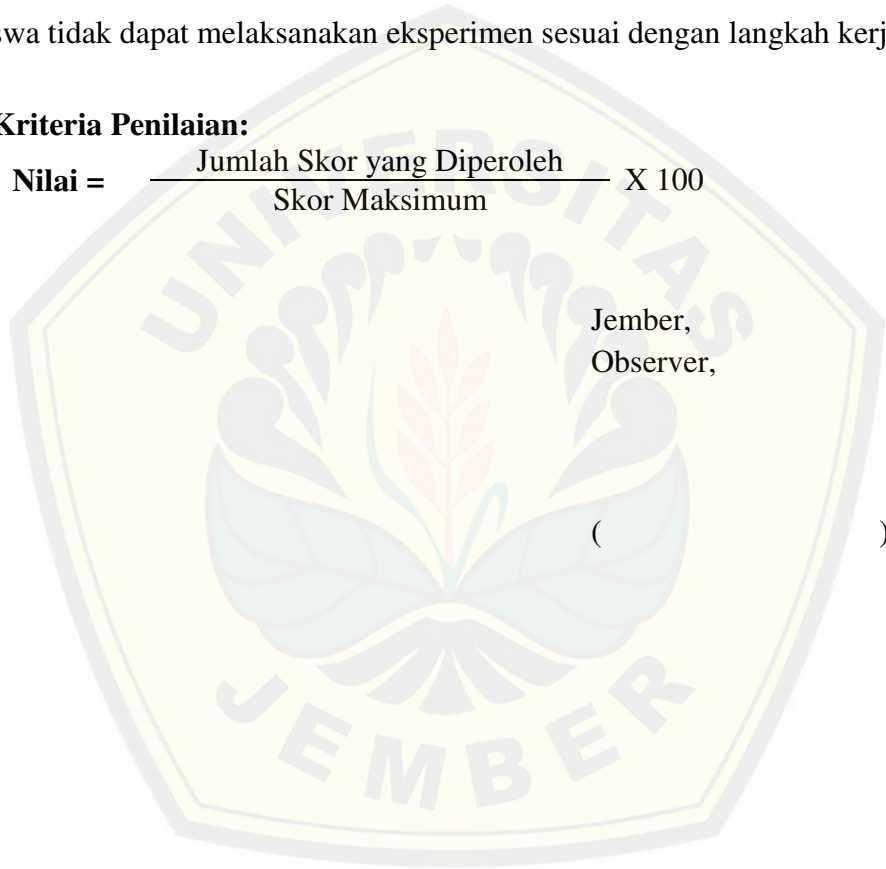 swa tidak dapat melaksanakan eksperimen sesuai dengan langkah kerj
Kriteria Penilaian:
Jumlah Skor yang Diperoleh
Nilai = X 100
Skor Maksimum
UNIVERSITAS
Jember,
Observer,
( )
JEMBER